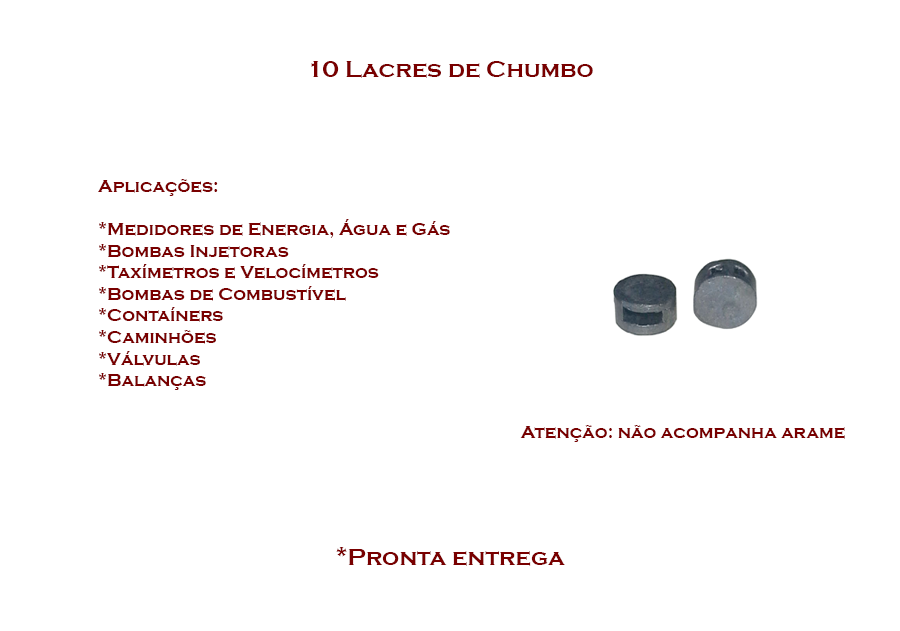 10 Lacres de Chumbo
Aplicações:
*Medidores de Energia, Água e Gás
*Bombas Injetoras
*Taxímetros e Velocímetros
*Bombas de Combustível
*Contaíners
*Caminhões
*Válvulas
*Balanças
Atenção: não acompanha arame
*Pronta entrega